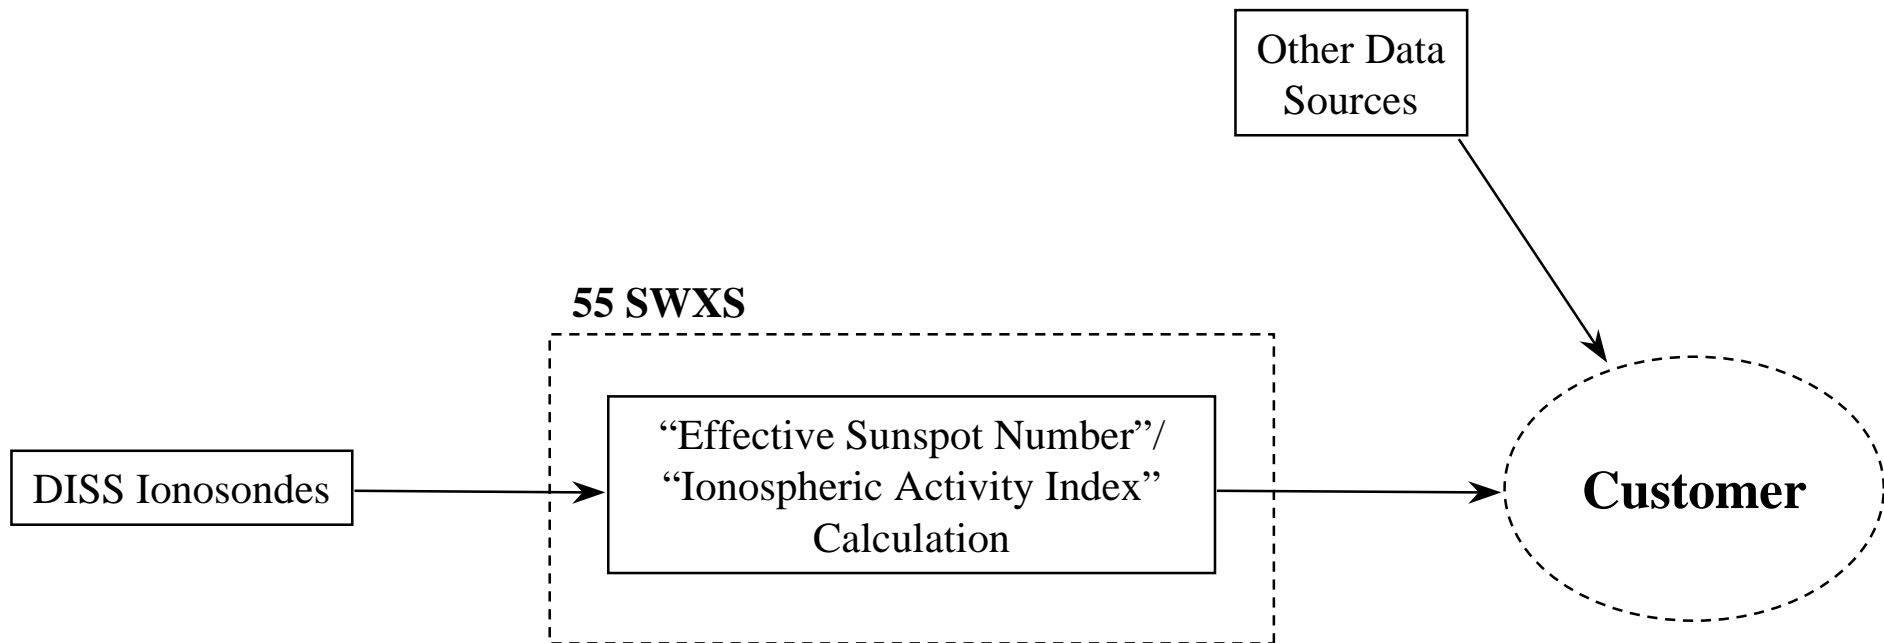 Other Data
Sources
55 SWXS
“Effective Sunspot Number”/
“Ionospheric Activity Index”
Calculation
DISS Ionosondes
Customer